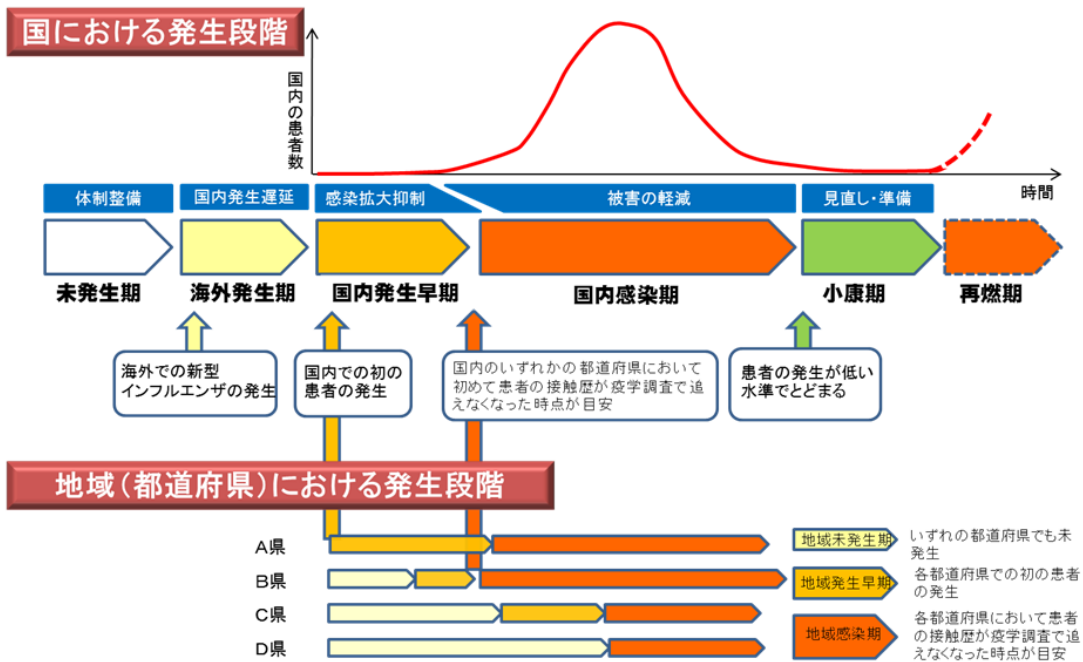 国における発生段階
国内の患者数
時間
体制整備
国内発生遅延
感染拡大抑制
被害の軽減
見直し・準備
未発生期
海外発生期
国内発生早期
国内感染期
小康期
再燃期
海外での新型
インフルエンザの発生
国内での初の
患者の発生
国内のいずれかの都道府県において
初めて患者の接触歴が疫学調査で追
えなくなった時点が目安
患者の発生が低い
水準でとどまる
地域(都道府県)における発生段階
A県
B県
C県
D県
地域未発生期
いずれの都道府県でも未
発生
地域発生早期
各都道府県での初の患者
の発生
地域感染期
各都道府県において患者
の接触歴が疫学調査で追
えなくなった時点が目安